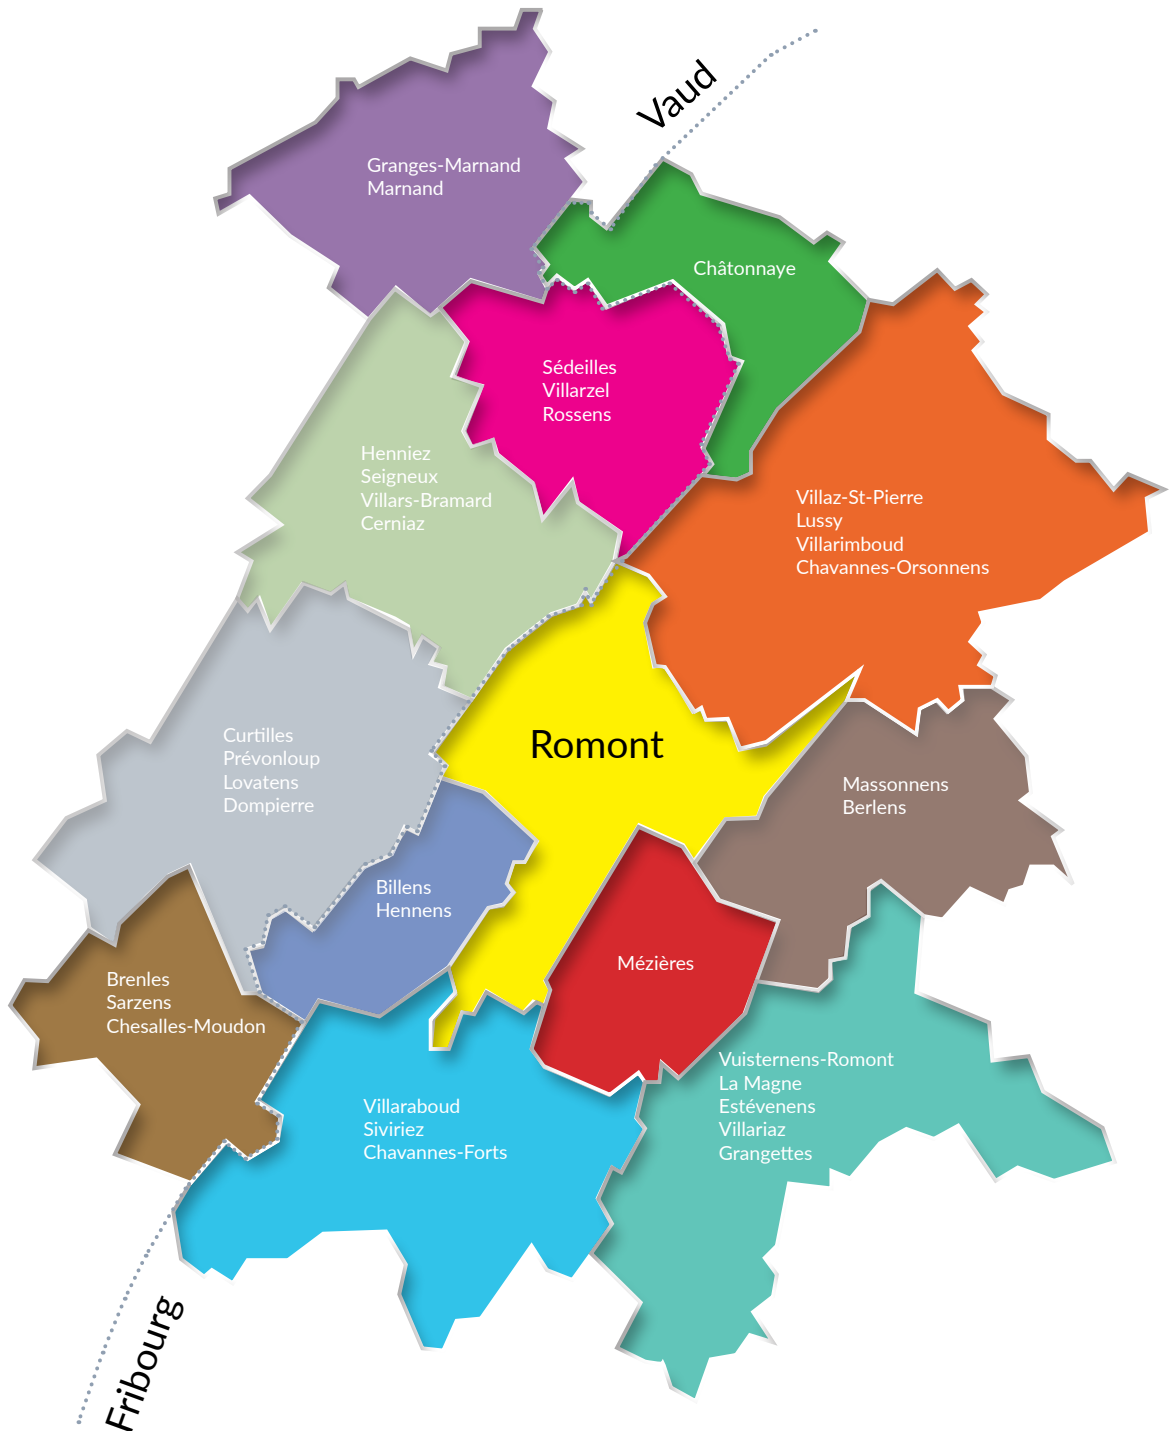 Vaud
Granges-Marnand
Marnand
Châtonnaye
Sédeilles
Villarzel
Rossens
Henniez
Seigneux
Villars-Bramard
Cerniaz
Villaz-St-Pierre
Lussy
Villarimboud
Chavannes-Orsonnens
Curtilles
Prévonloup
Lovatens
Dompierre
Romont
Massonnens
Berlens
Billens
Hennens
Mézières
Brenles
Sarzens
Chesalles-Moudon
Vuisternens-Romont
La Magne
Estévenens
Villariaz
Grangettes
Villaraboud
Siviriez
Chavannes-Forts
Fribourg